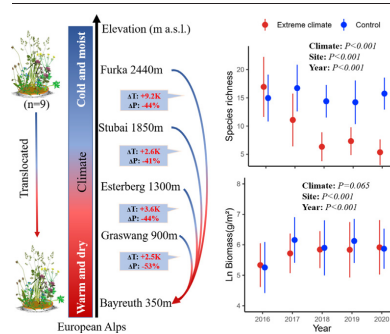 Elevation (m a.s.l.)
Furka 2440m
ΔT: +9.2K
ΔP: -44%
Stubai 1850m
ΔT: +2.6K
ΔP: -41%
Esterberg 1300m
ΔT: +3.6K
ΔP: -44%
Graswang 900m
ΔT: +2.5K
ΔP: -53%
Bayreuth 350m
European Alps
Cold and moist
Climate
Warm and dry
(n=9)
Translocated
Extreme climate
Control
Climate: P<0.001
Site: P<0.001
Year: P<0.001
Species richness
20
15
10
5
Climate: P=0.065
Site: P<0.001
Year: P<0.001
Ln Biomass(g/m²)
10
9
8
7
6
5
4
2016 2017 2018 2019 2020
Year